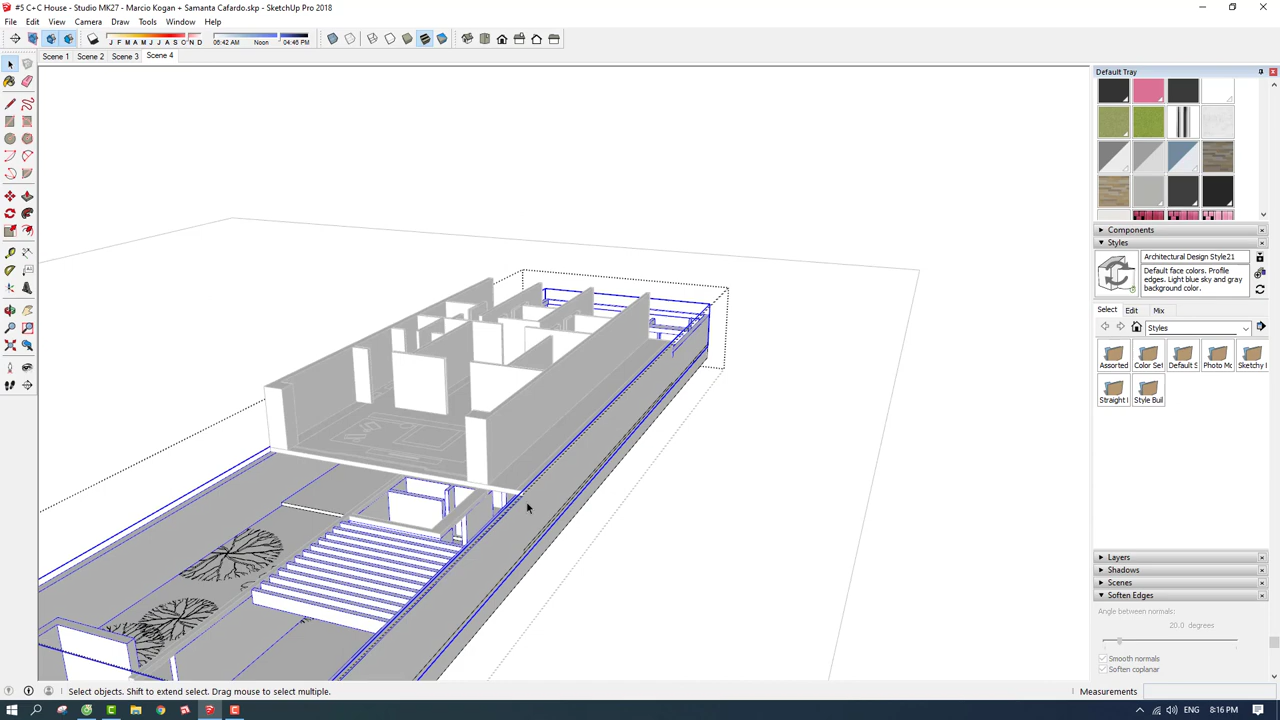 #5 C+C House - Studio MK27 - Marcio Kogan + Samanta Cafardo.skp - SketchUp Pro 2018
File Edit View Camera Draw Tools Window Help
J F M A M J J A S O N D 06:42 AM Noon 04:46 PM
Scene 1 Scene 2 Scene 3 Scene 4
Default Tray
Components
Styles
Architectural Design Style21
Default face colors. Profile
edges. Light blue sky and gray
background color.
Select Edit Mix
Styles
Assorted Color Set Default S Photo Mo Sketchy
Straight l Style Buil
Layers
Shadows
Scenes
Soften Edges
Angle between normals:
20.0 degrees
Smooth normals
Soften coplanar
Select objects. Shift to extend select. Drag mouse to select multiple.
Measurements
ENG 8:16 PM